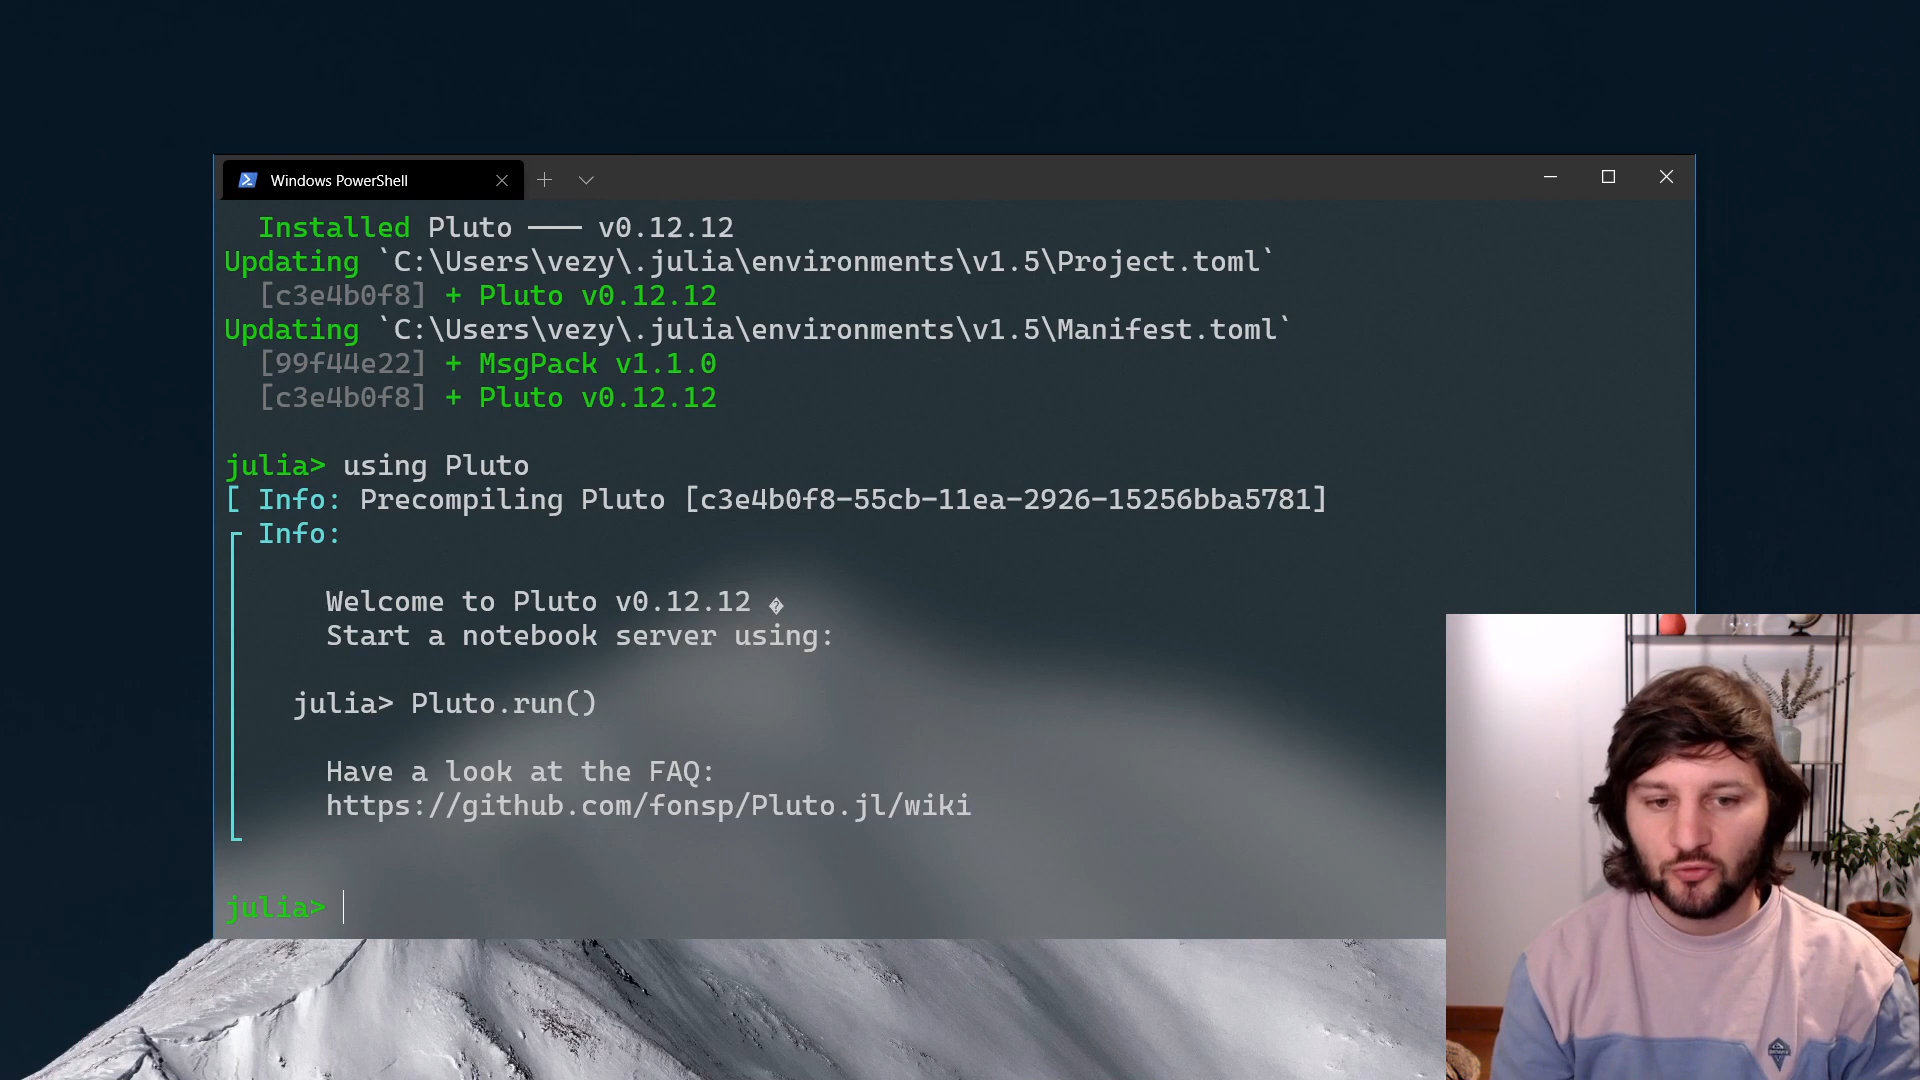 Windows PowerShell
Installed Pluto ─── v0.12.12
Updating `C:\Users\vezy\.julia\environments\v1.5\Project.toml`
[c3e4b0f8] + Pluto v0.12.12
Updating `C:\Users\vezy\.julia\environments\v1.5\Manifest.toml`
[99f44e22] + MsgPack v1.1.0
[c3e4b0f8] + Pluto v0.12.12
julia> using Pluto
[ Info: Precompiling Pluto [c3e4b0f8-55cb-11ea-2926-15256bba5781]
┌ Info:
Welcome to Pluto v0.12.12 �
Start a notebook server using:
julia> Pluto.run()
Have a look at the FAQ:
https://github.com/fonsp/Pluto.jl/wiki
└
julia>